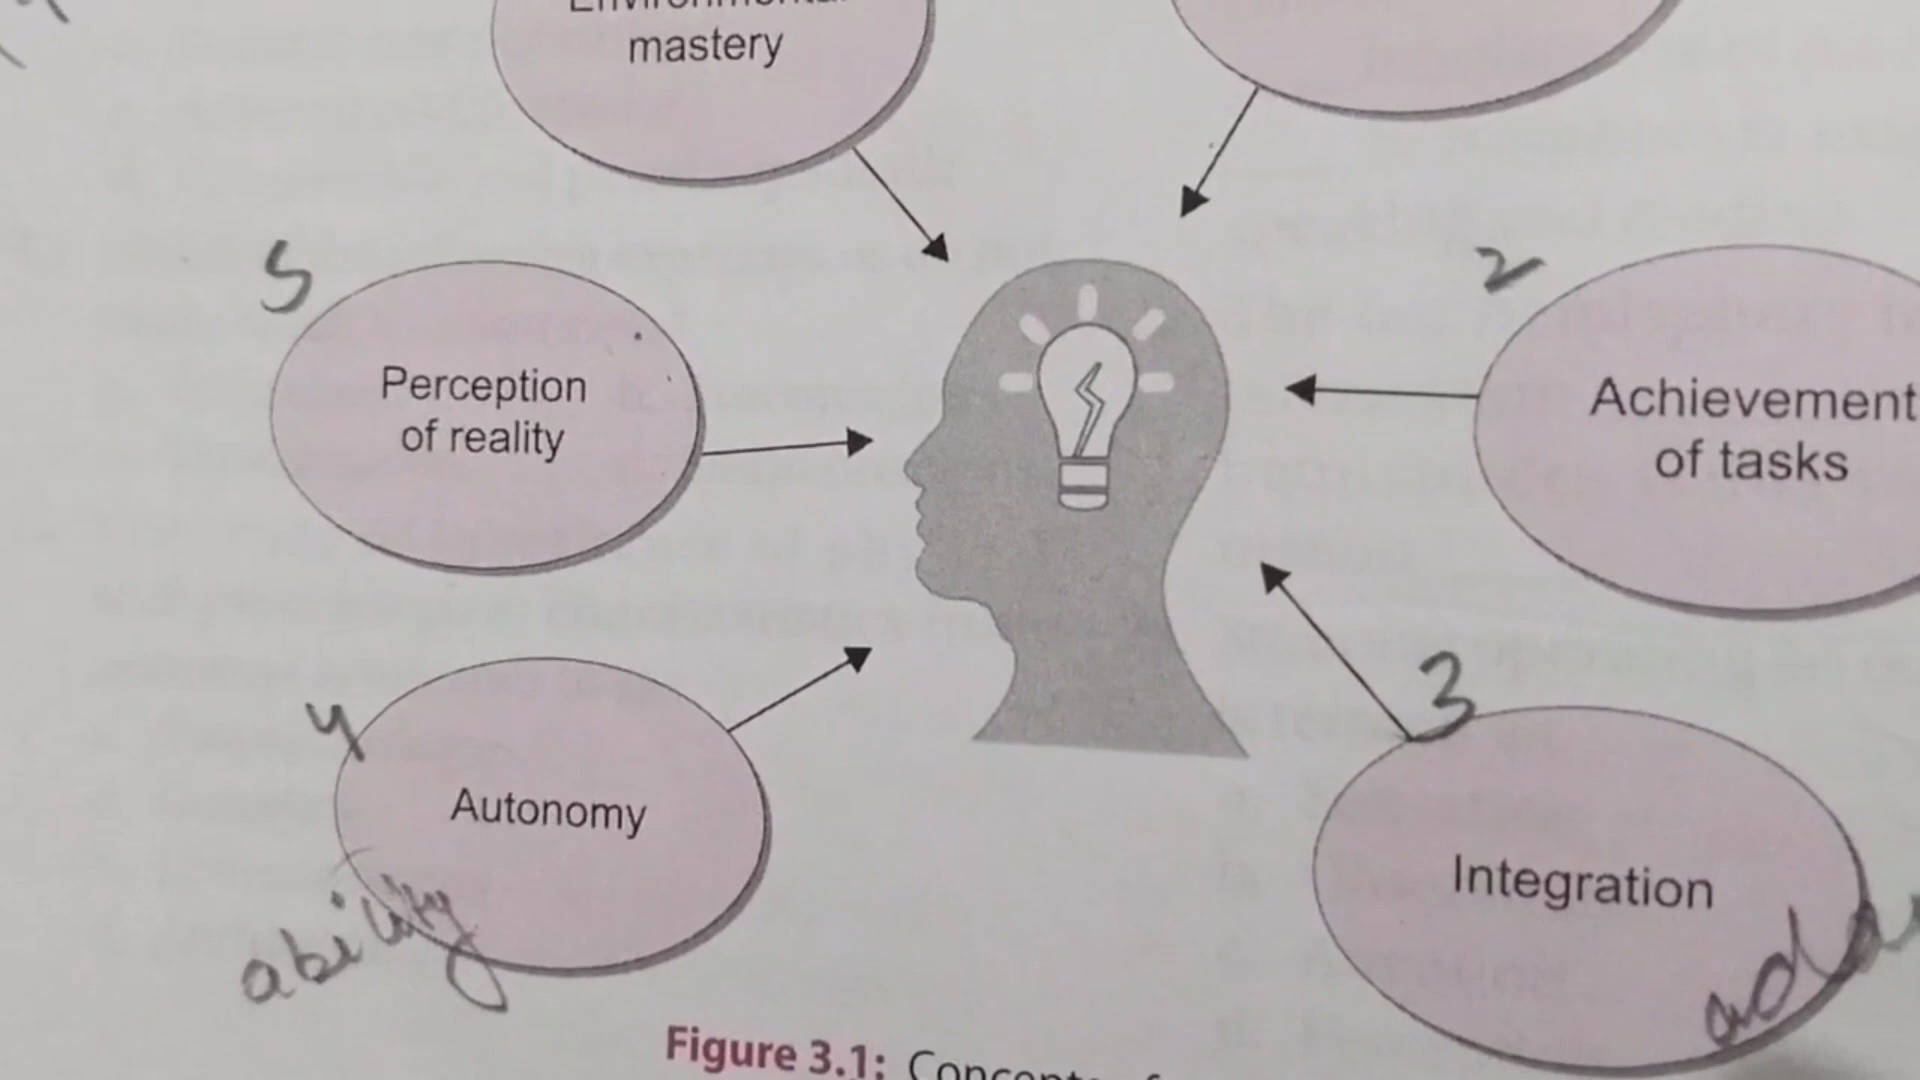 mastery
5
2
Perception
of reality
Achievement
of tasks
3
4
Autonomy
Integration
ability
Figure 3.1: